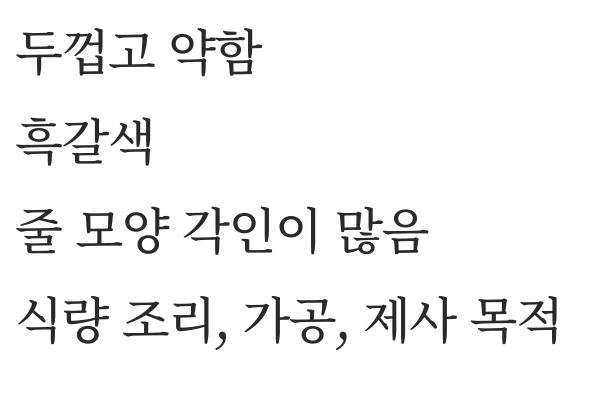 두껍고 약함
흑갈색
줄 모양 각인이 많음
식량 조리, 가공, 제사 목적